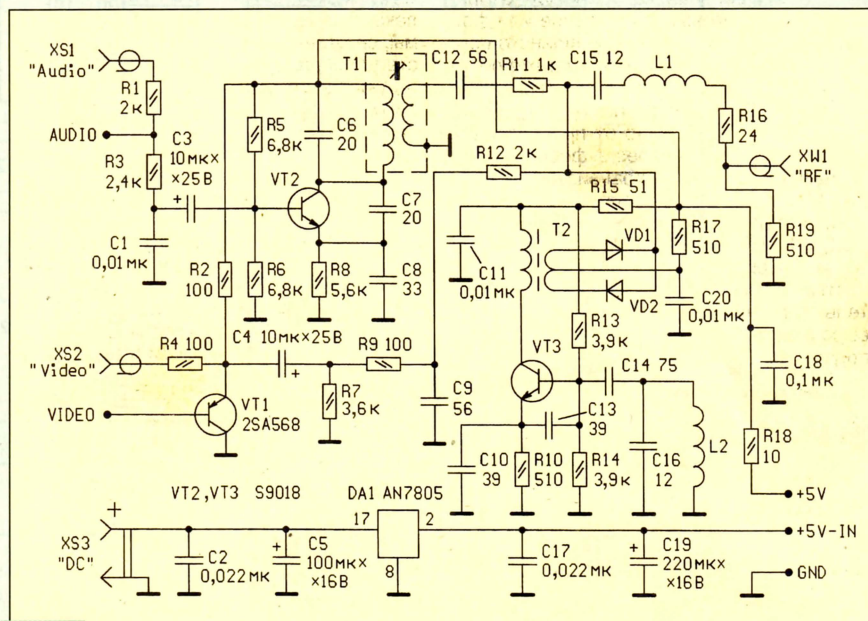 XS1
"Audio"
R1
2к
AUDIO
R3
2,4к
C3
10мк×
×25В
C1
0,01мк
R2
100
R5
6,8к
R6
6,8к
VT2
R8
5,6к
C6
20
C7
20
C8
33
T1
C12 56
R11 1к
C15 12
L1
R16
24
XW1
"RF"
R12 2к
R15 51
R17
510
R19
510
C11
0,01мк
T2
VD1
VD2
C20
0,01мк
R13
3,9к
VT3
C14 75
C18
0,1мк
XS2
"Video"
R4 100
C4 10мк×25В
R9 100
R7
3,6к
C9
56
VIDEO
VT1
2SA568
C13
39
C10
39
R10
510
R14
3,9к
C16
12
L2
R18
10
+5V
VT2,VT3 S9018
DA1 AN7805
17
2
8
+5V-IN
XS3
"DC"
+
C2
0,022мк
C5
100мк×
×16В
C17
0,022мк
C19
220мк×
×16В
GND